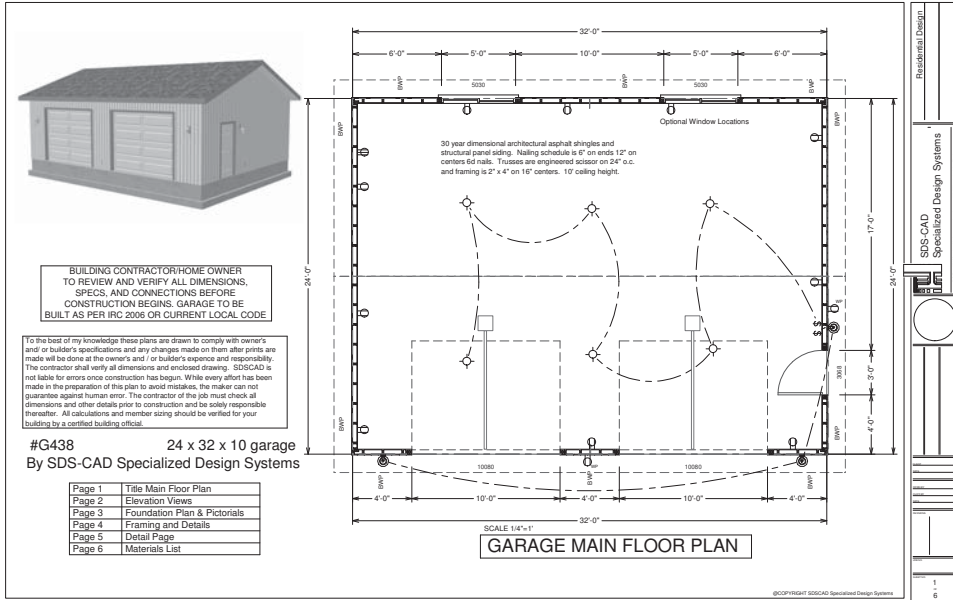 BUILDING CONTRACTOR/HOME OWNER
TO REVIEW AND VERIFY ALL DIMENSIONS,
SPECS, AND CONNECTIONS BEFORE
CONSTRUCTION BEGINS. GARAGE TO BE
BUILT AS PER IRC 2006 OR CURRENT LOCAL CODE
To the best of my knowledge these plans are drawn to comply with owner's
and/ or builder's specifications and any changes made on them after prints are
made will be done at the owner's and / or builder's expence and responsibility.
The contractor shall verify all dimensions and enclosed drawing. SDSCAD is
not liable for errors once construction has begun. While every affort has been
made in the preparation of this plan to avoid mistakes, the maker can not
guarantee against human error. The contractor of the job must check all
dimensions and other details prior to construction and be solely responsible
thereafter. All calculations and member sizing should be verified for your
building by a certified building official.
#G438 24 x 32 x 10 garage
By SDS-CAD Specialized Design Systems
Page 1 Title Main Floor Plan
Page 2 Elevation Views
Page 3 Foundation Plan & Pictorials
Page 4 Framing and Details
Page 5 Detail Page
Page 6 Materials List
32'-0"
6'-0" 5'-0" 10'-0" 5'-0" 6'-0"
BWP BWP BWP
5030 5030
BWP BWP
Optional Window Locations
30 year dimensional architectural asphalt shingles and
structural panel siding. Nailing schedule is 6" on ends 12" on
centers 6d nails. Trusses are engineered scissor on 24" o.c.
and framing is 2" x 4" on 16" centers. 10' ceiling height.
24'-0"
17'-0"
24'-0"
WP
S
S
3068
3'-0"
4'-0"
BWP BWP
10080 WP 10080
BWP BWP BWP
4'-0" 10'-0" 4'-0" 10'-0" 4'-0"
32'-0"
SCALE 1/4"=1'
GARAGE MAIN FLOOR PLAN
@COPYRIGHT SDSCAD Specialized Design Systems
Residential Design
SDS-CAD
Specialized Design Systems
1
6